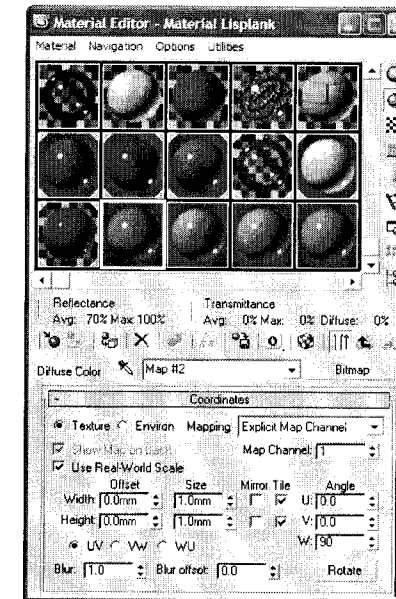 Material Editor - Material Lisplank
Material Navigation Options Utilities
Reflectance Transmittance
Avg: 70% Max: 100% Avg: 0% Max: 0% Diffuse: 0%
Diffuse Color Map #2 Bitmap
- Coordinates
Texture Environ Mapping: Explicit Map Channel
Show Map on Back Map Channel: 1
Use Real-World Scale
Offset Size Mirror Tile Angle
Width: 0.0mm 1.0mm U: 0.0
Height: 0.0mm 1.0mm V: 0.0
UV VW WU W: 90
Blur: 1.0 Blur offset: 0.0 Rotate